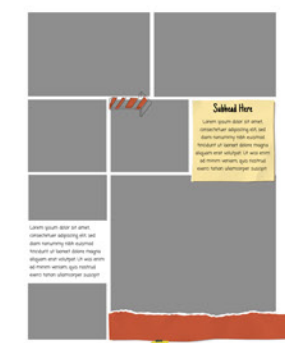 Subhead Here
Lorem ipsum dolor sit amet,
consectetuer adipiscing elit, sed
diam nonummy nibh euismod
tincidunt ut laoreet dolore magna
aliquam erat volutpat. Ut wisi enim
ad minim veniam, quis nostrud
exerci tation ullamcorper suscipit
Lorem ipsum dolor sit amet,
consectetuer adipiscing elit, sed
diam nonummy nibh euismod
tincidunt ut laoreet dolore magna
aliquam erat volutpat. Ut wisi enim
ad minim veniam, quis nostrud
exerci tation ullamcorper suscipit